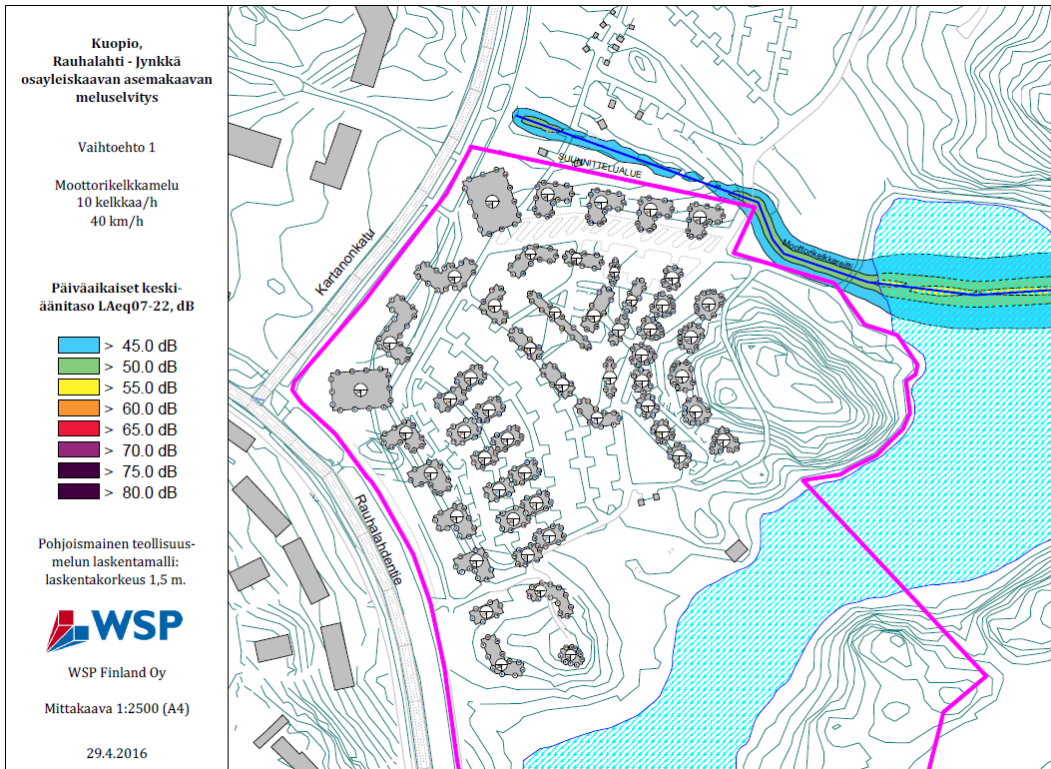 Kuopio,
Rauhalahti - Jynkkä
osayleiskaavan asemakaavan
meluselvitys
Vaihtoehto 1
Moottorikelkkamelu
10 kelkkaa/h
40 km/h
Päiväaikaiset keski-
äänitaso LAeq07-22, dB
> 45.0 dB
> 50.0 dB
> 55.0 dB
> 60.0 dB
> 65.0 dB
> 70.0 dB
> 75.0 dB
> 80.0 dB
Pohjoismainen teollisuus-
melun laskentamalli:
laskentakorkeus 1,5 m.
WSP
WSP Finland Oy
Mittakaava 1:2500 (A4)
29.4.2016
SUUNNITTELUALUE
Moottorikelkkareitti
Kartanonkatu
Rauhalahdentie